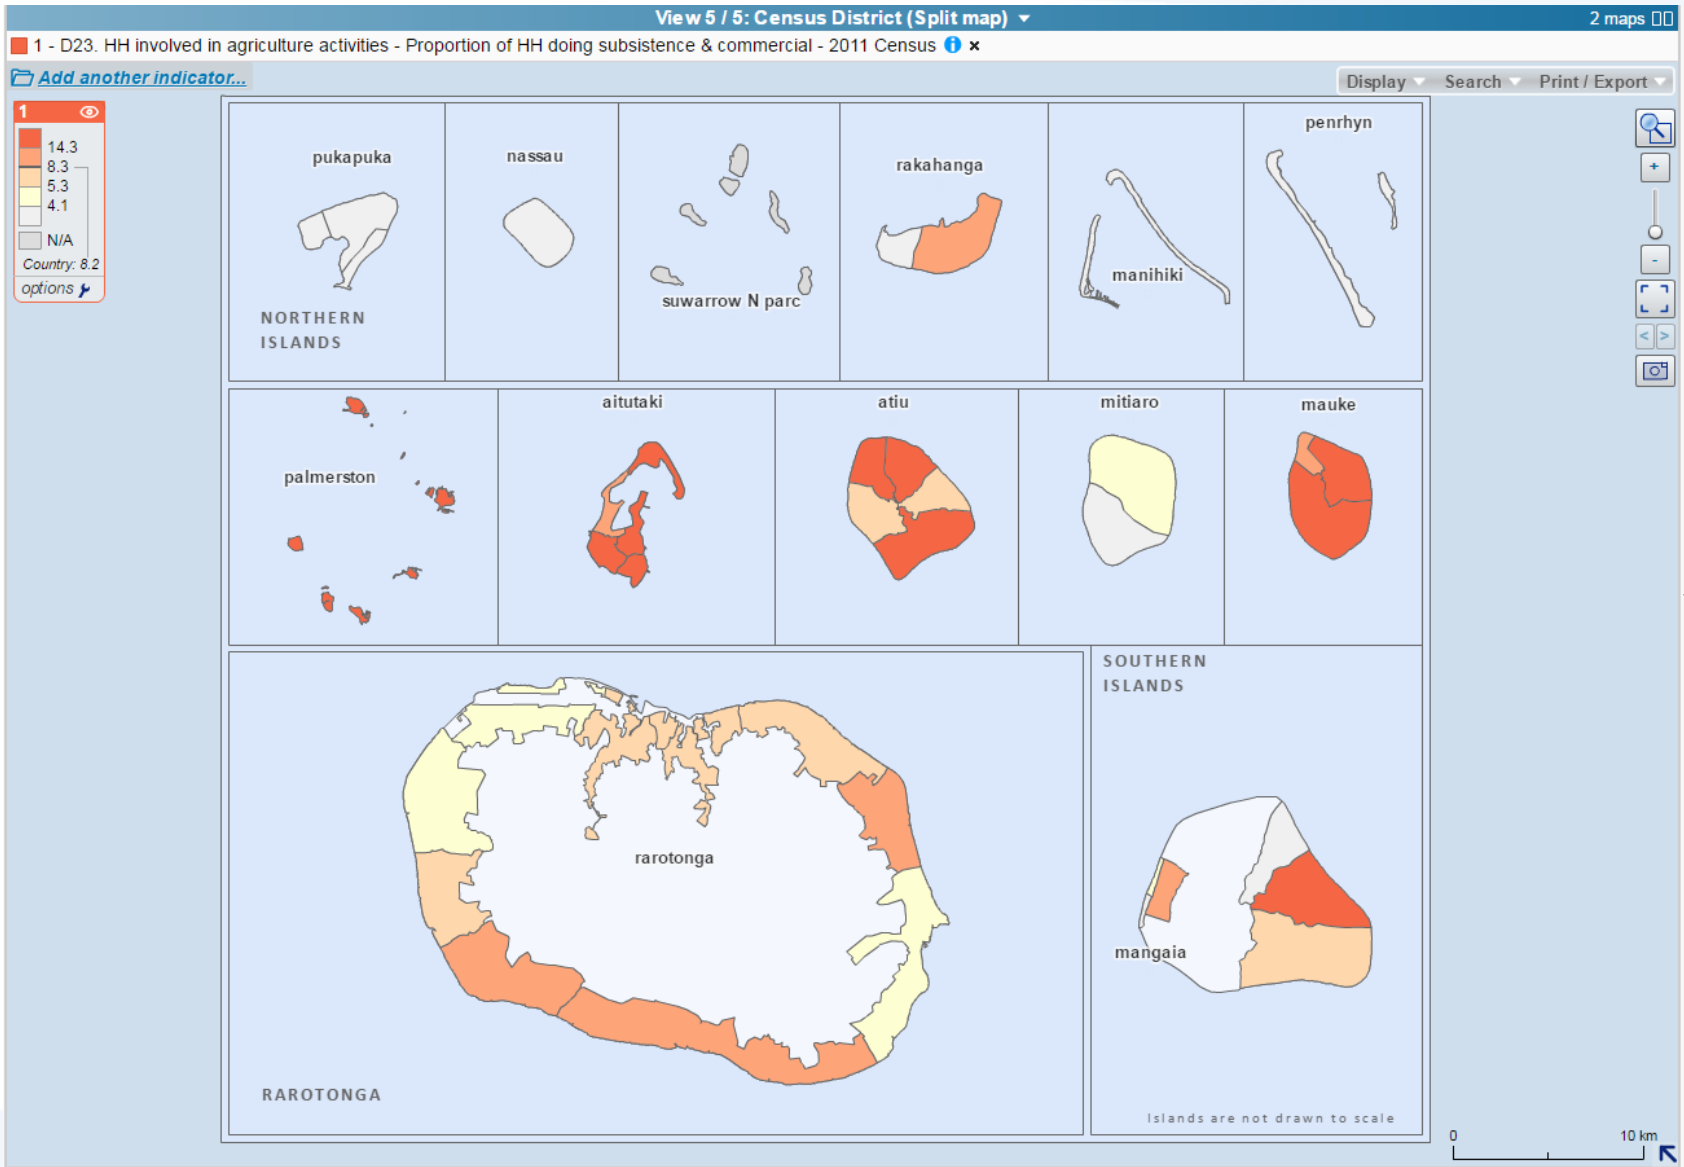 View 5 / 5: Census District (Split map)
2 maps
1 - D23. HH involved in agriculture activities - Proportion of HH doing subsistence & commercial - 2011 Census
Add another indicator...
Display Search Print / Export
1
14.3
8.3
5.3
4.1
N/A
Country: 8.2
options
pukapuka
nassau
suwarrow N parc
rakahanga
manihiki
penrhyn
NORTHERN
ISLANDS
palmerston
aitutaki
atiu
mitiaro
mauke
rarotonga
RAROTONGA
SOUTHERN
ISLANDS
mangaia
Islands are not drawn to scale
+
-
< >
0 10 km